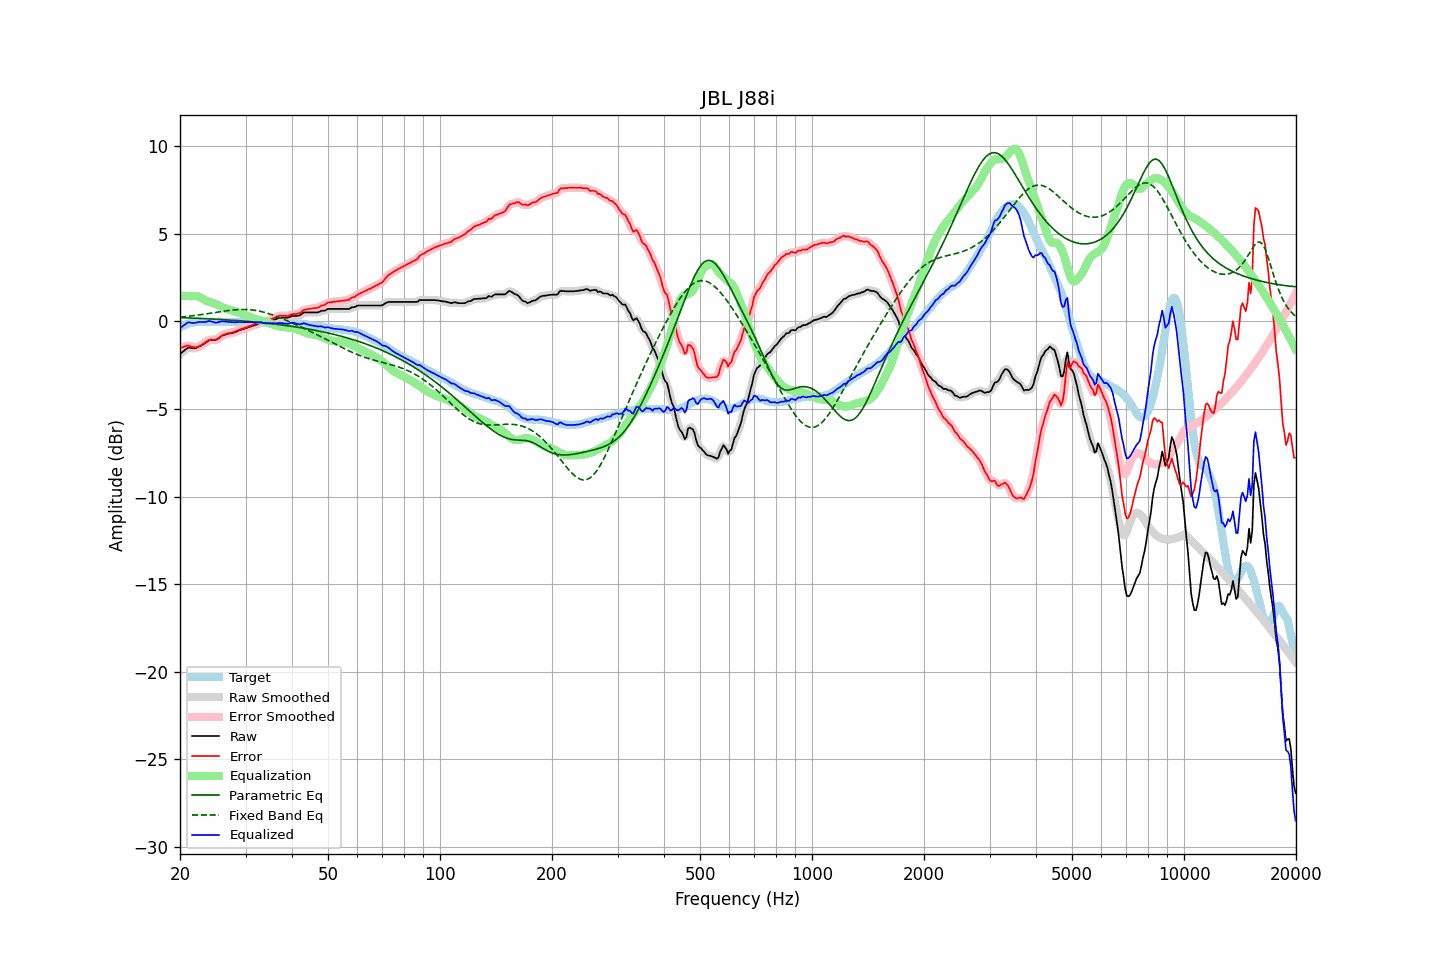 JBL J88i
Amplitude (dBr)
10
5
0
−5
−10
−15
−20
−25
−30
Target
Raw Smoothed
Error Smoothed
Raw
Error
Equalization
Parametric Eq
Fixed Band Eq
Equalized
20 50 100 200 500 1000 2000 5000 10000 20000
Frequency (Hz)